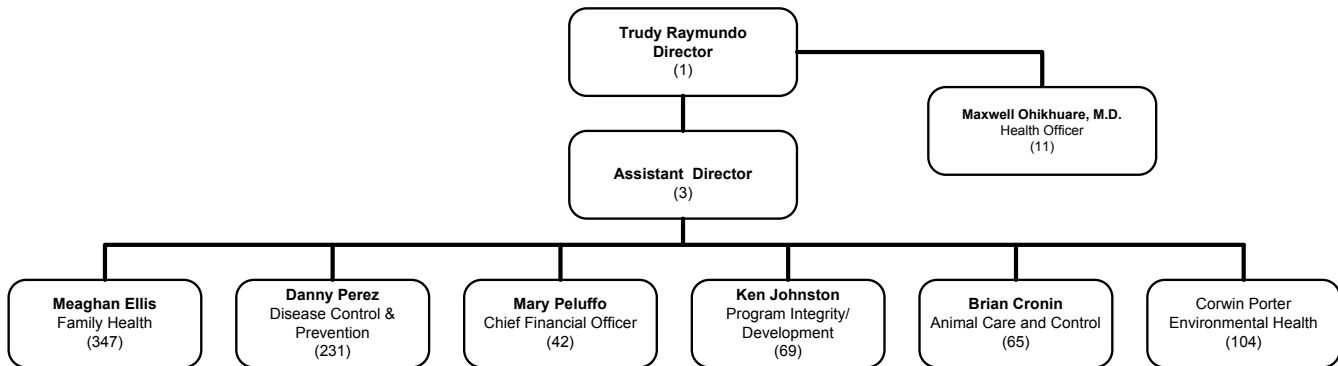 Trudy Raymundo
Director
(1)
Maxwell Ohikhuare, M.D.
Health Officer
(11)
Assistant Director
(3)
Meaghan Ellis
Family Health
(347)
Danny Perez
Disease Control &
Prevention
(231)
Mary Peluffo
Chief Financial Officer
(42)
Ken Johnston
Program Integrity/
Development
(69)
Brian Cronin
Animal Care and Control
(65)
Corwin Porter
Environmental Health
(104)